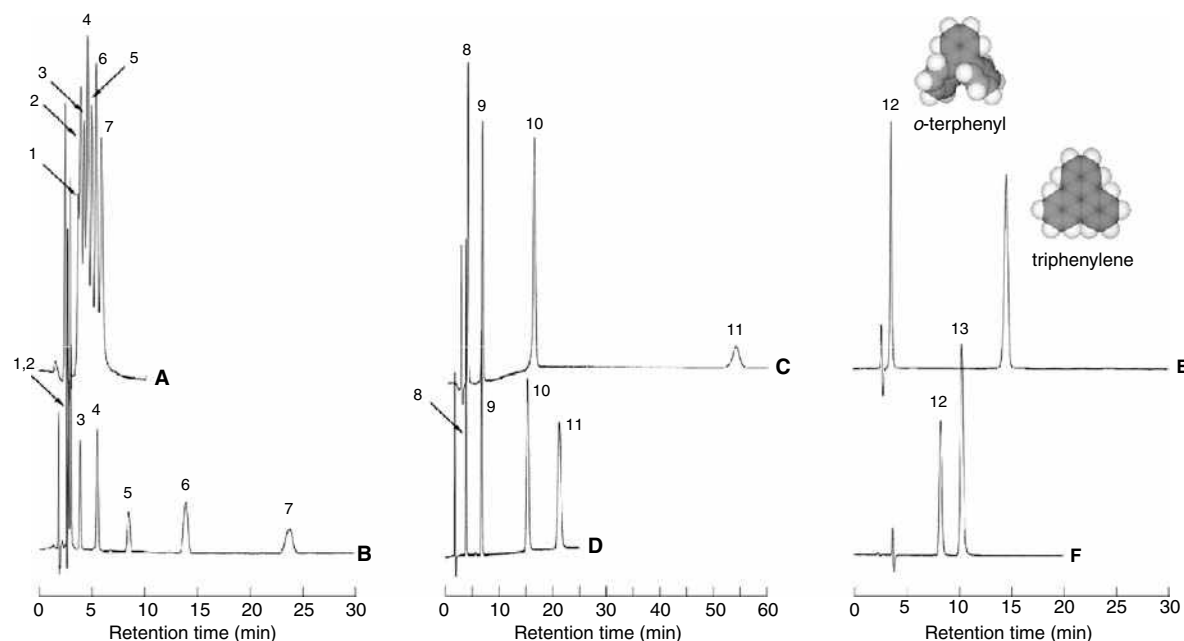 4
6
5
3
2
7
1
A
1,2
3
4
5
6
7
B
0 5 10 15 20 25 30
Retention time (min)
8
9
10
11
C
8
9
10
11
D
0 10 20 30 40 50 60
Retention time (min)
12
o-terphenyl
triphenylene
E
13
12
F
0 5 10 15 20 25 30
Retention time (min)